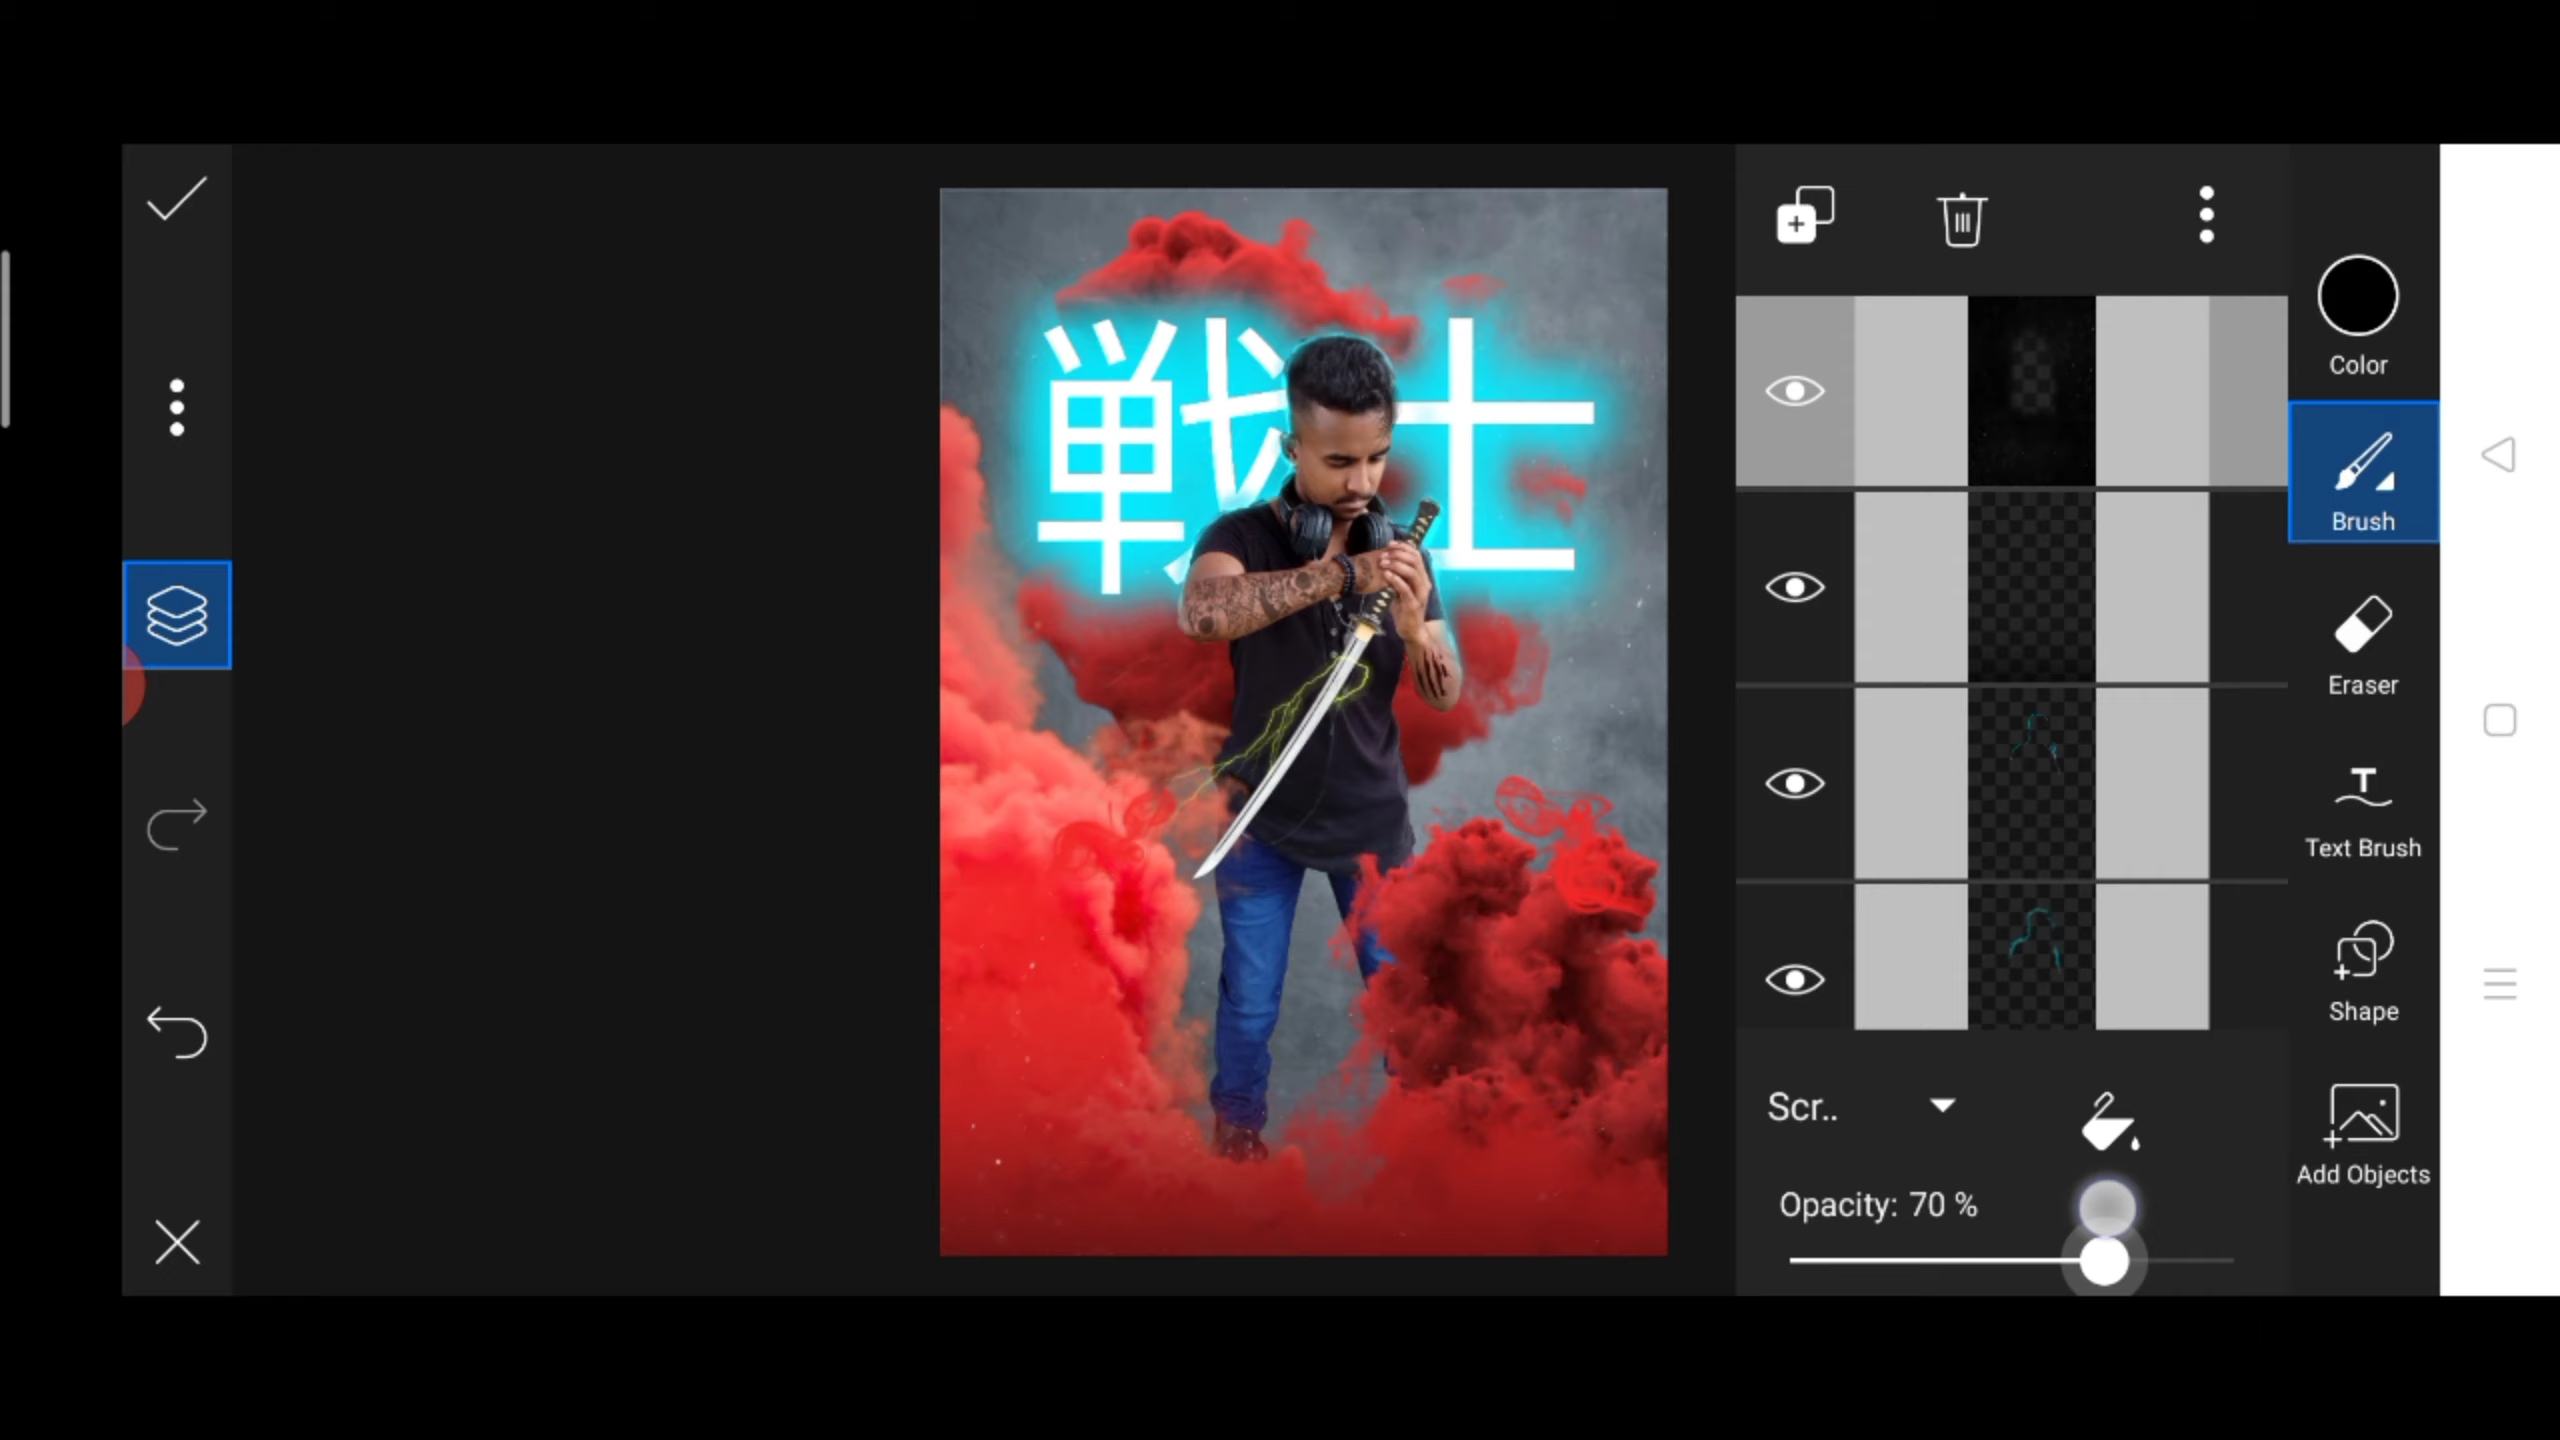 戦士
Color
Brush
Eraser
T
Text Brush
Shape
Add Objects
Scr..
Opacity: 70 %